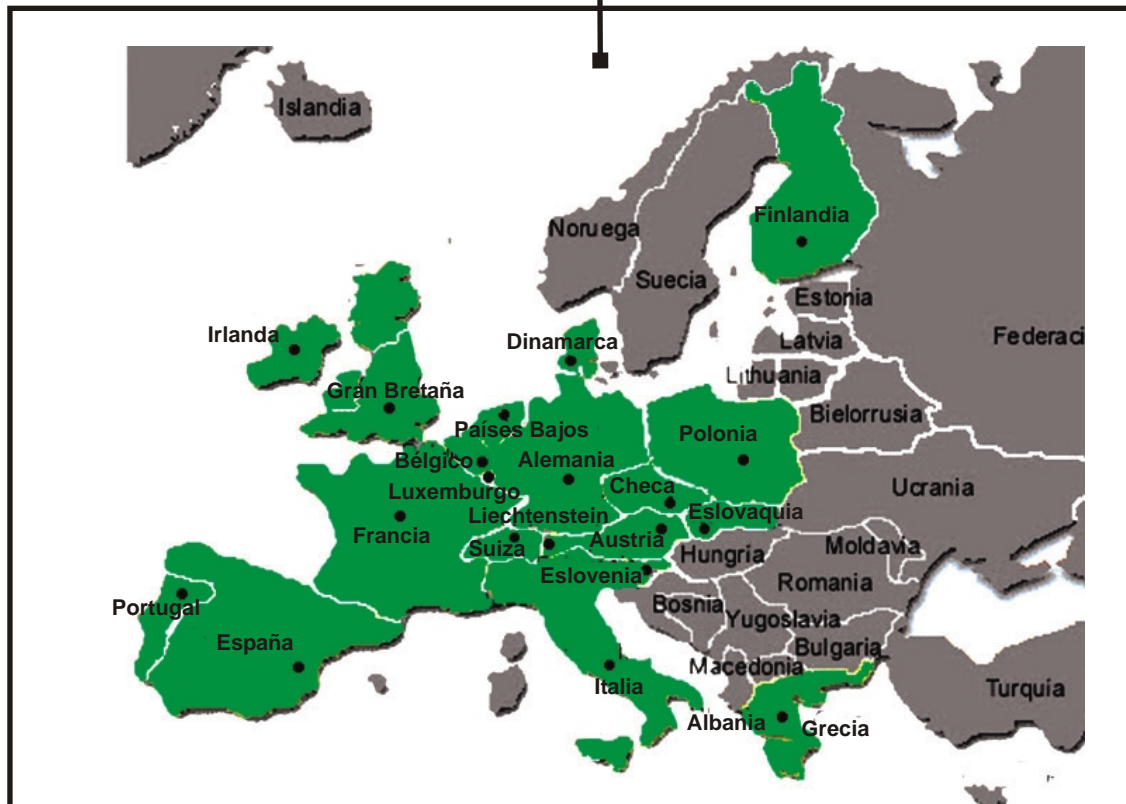 Islandia
Finlandia
Noruega
Suecia
Estonia
Irlanda
Dinamarca
Latvia
Federaci
Lithuania
Gran Bretaña
Bielorrusia
Países Bajos
Polonia
Bélgico
Alemania
Luxemburgo
Checa
Ucrania
Liechtenstein
Eslovaquia
Francia
Suiza
Austria
Hungria
Moldavia
Eslovenia
Romania
Portugal
Bosnia
Yugoslavia
España
Bulgaria
Macedonia
Italia
Turquia
Albania
Grecia